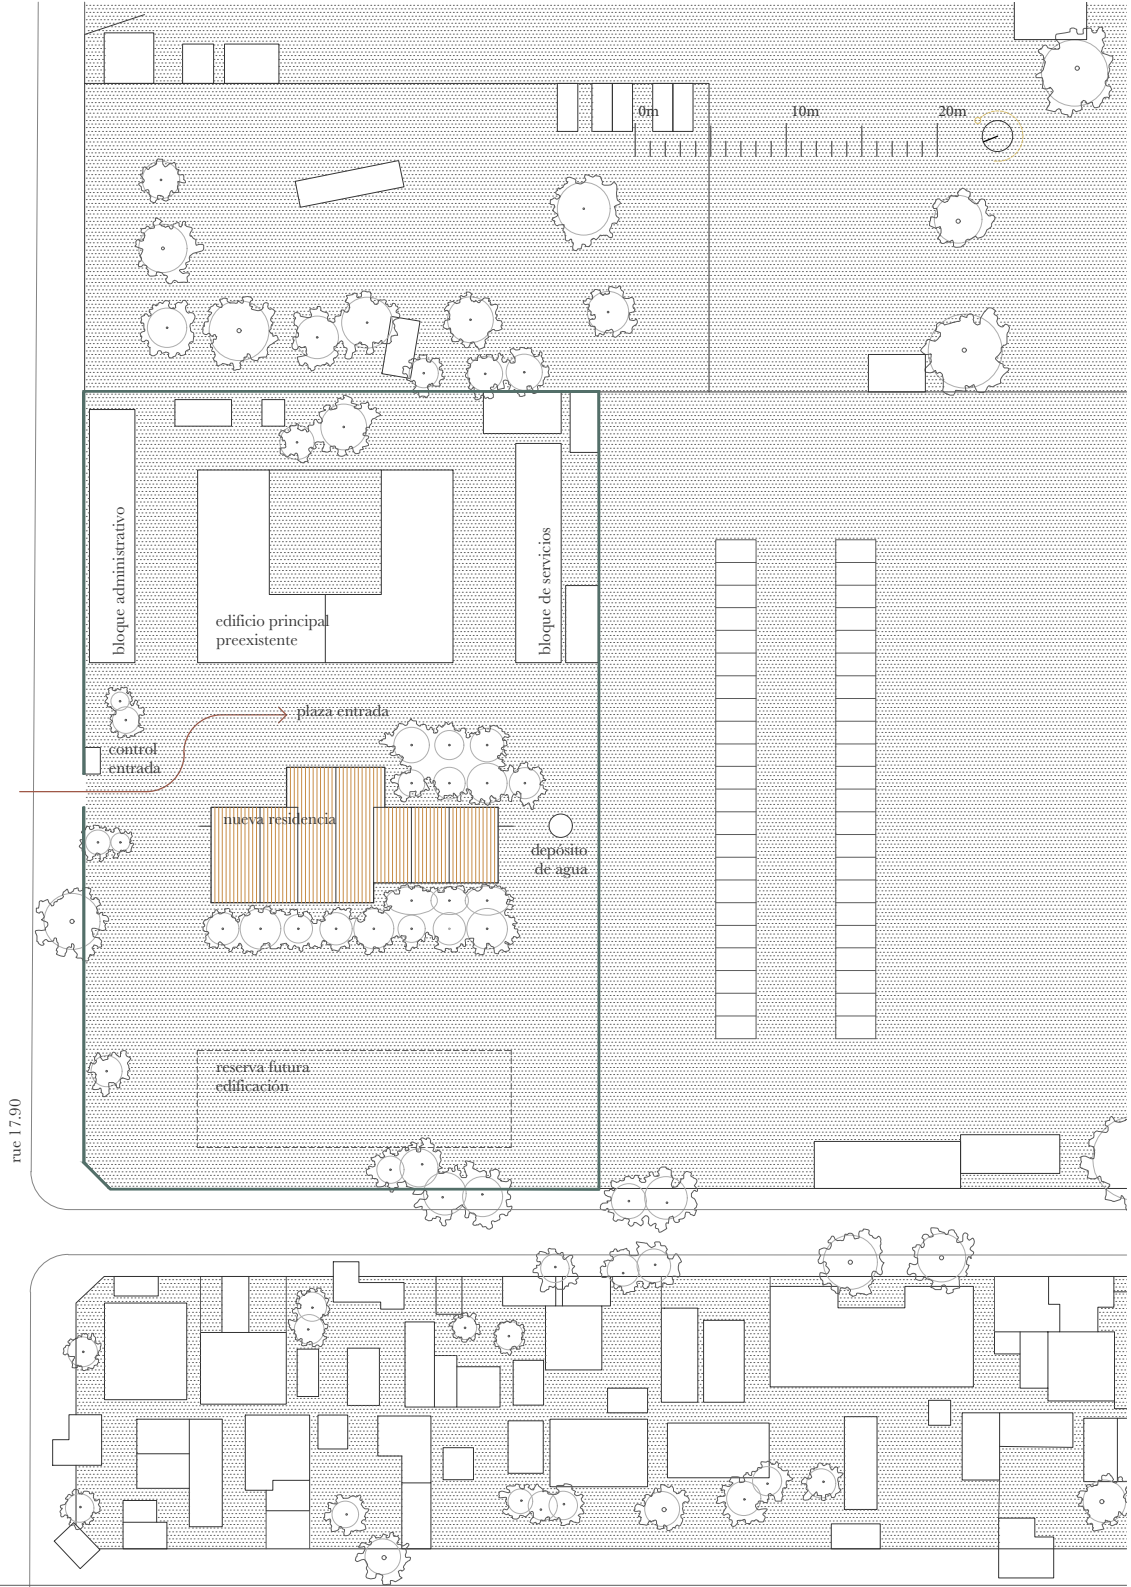 0m
10m
20m
bloque administrativo
bloque de servicios
edificio principal
preexistente
plaza entrada
control
entrada
nueva residencia
depósito
de agua
reserva futura
edificación
rue 17.90